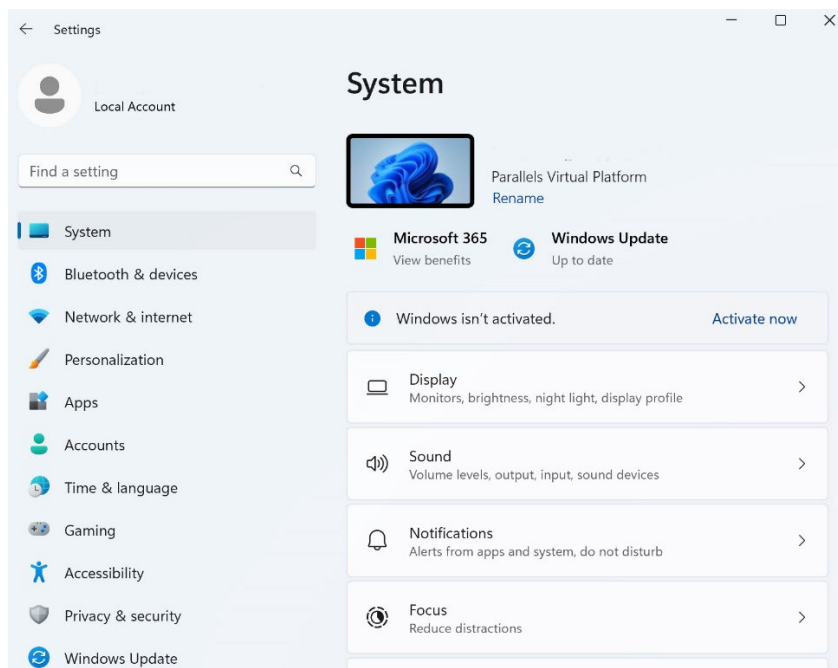 Settings
Local Account
Find a setting
System
Bluetooth & devices
Network & internet
Personalization
Apps
Accounts
Time & language
Gaming
Accessibility
Privacy & security
Windows Update
System
Parallels Virtual Platform
Rename
Microsoft 365
View benefits
Windows Update
Up to date
Windows isn't activated.
Activate now
Display
Monitors, brightness, night light, display profile
Sound
Volume levels, output, input, sound devices
Notifications
Alerts from apps and system, do not disturb
Focus
Reduce distractions